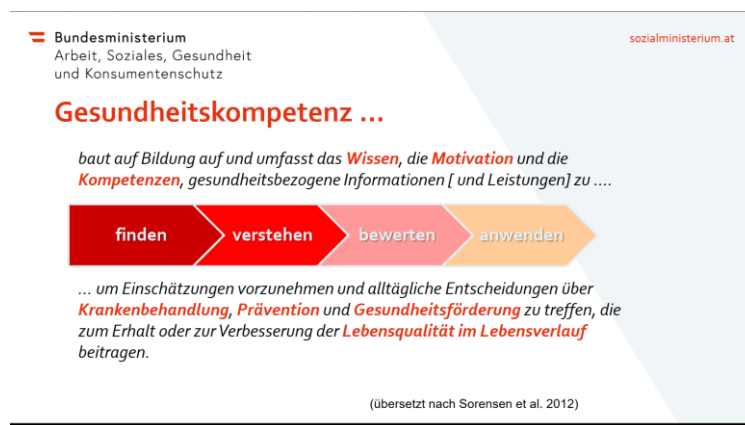 Bundesministerium
sozialministerium.at
Arbeit, Soziales, Gesundheit
und Konsumentenschutz
Gesundheitskompetenz ...
baut auf Bildung auf und umfasst das Wissen, die Motivation und die
Kompetenzen, gesundheitsbezogene Informationen [ und Leistungen] zu ....
finden verstehen bewerten anwenden
... um Einschätzungen vorzunehmen und alltägliche Entscheidungen über
Krankenbehandlung, Prävention und Gesundheitsförderung zu treffen, die
zum Erhalt oder zur Verbesserung der Lebensqualität im Lebensverlauf
beitragen.
(übersetzt nach Sorensen et al. 2012)